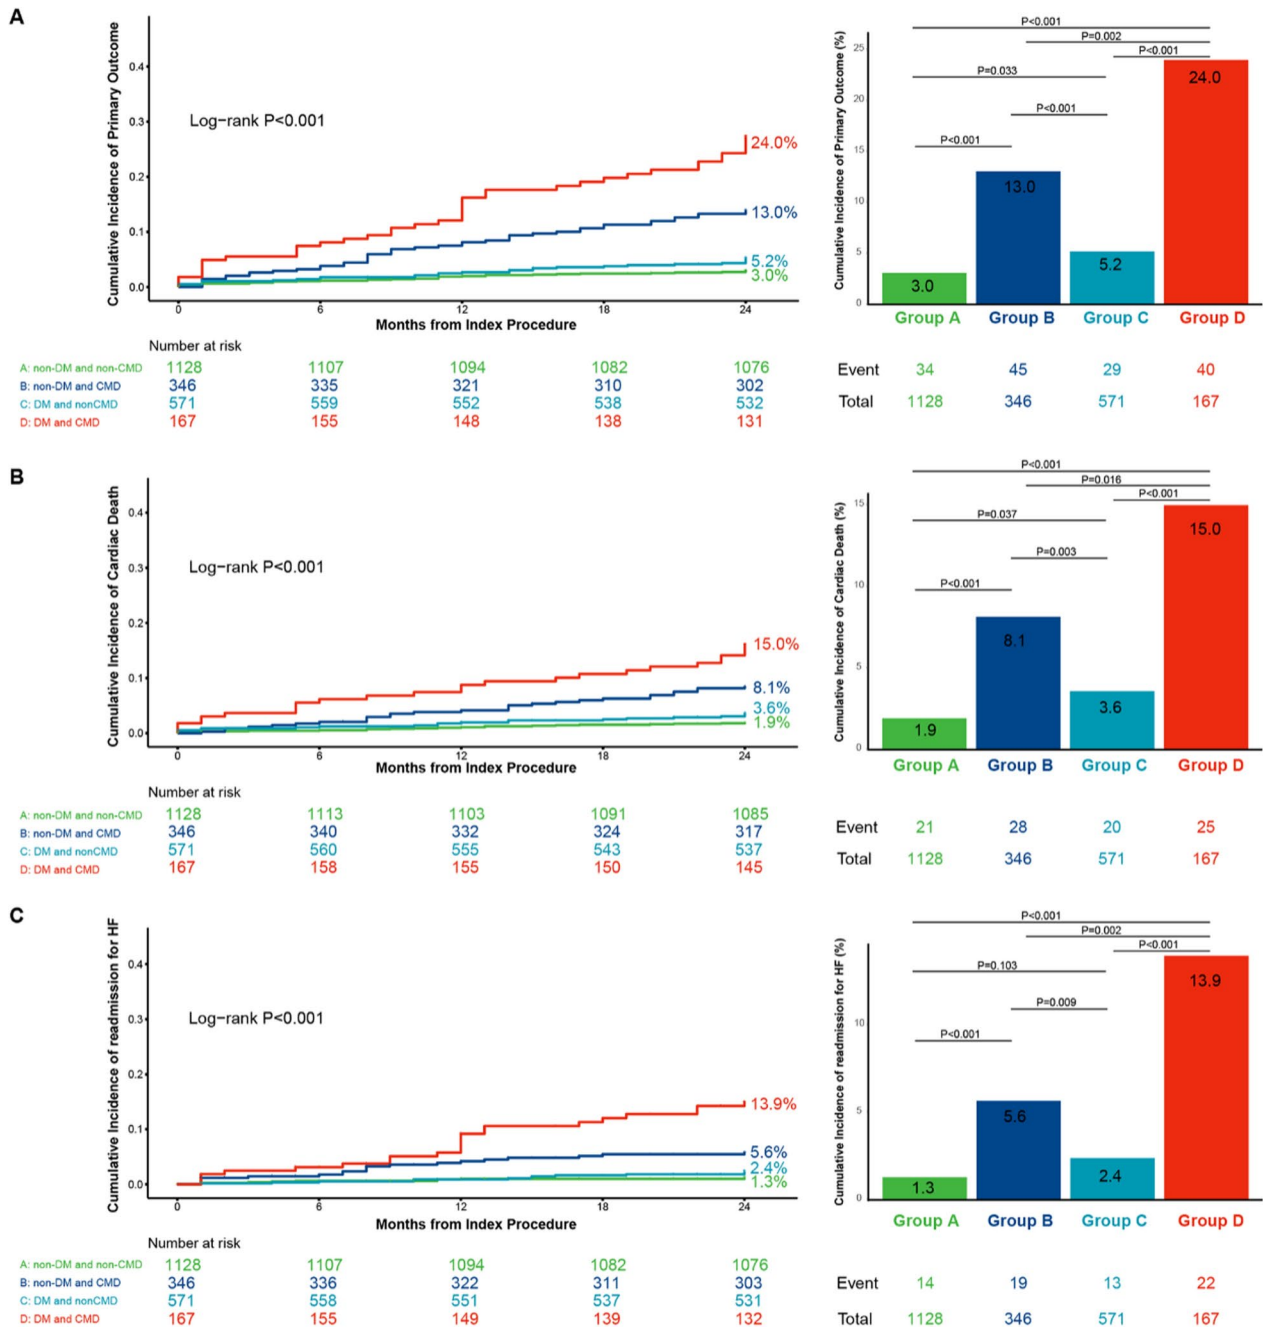 A
Cumulative Incidence of Primary Outcome
0.4
0.3
0.2
0.1
0.0
Log-rank P<0.001
24.0%
13.0%
5.2%
3.0%
0 6 12 18 24
Months from Index Procedure
Number at risk
A: non-DM and non-CMD 1128 1107 1094 1082 1076
B: non-DM and CMD 346 335 321 310 302
C: DM and nonCMD 571 559 552 538 532
D: DM and CMD 167 155 148 138 131
Cumulative Incidence of Primary Outcome (%)
25
20
15
10
5
0
P<0.001
P=0.002
P<0.001
P=0.033
P<0.001
P<0.001
3.0 13.0 5.2 24.0
Group A Group B Group C Group D
Event 34 45 29 40
Total 1128 346 571 167
B
Cumulative Incidence of Cardiac Death
0.4
0.3
0.2
0.1
0.0
Log-rank P<0.001
15.0%
8.1%
3.6%
1.9%
0 6 12 18 24
Months from Index Procedure
Number at risk
A: non-DM and non-CMD 1128 1113 1103 1091 1085
B: non-DM and CMD 346 340 332 324 317
C: DM and nonCMD 571 560 555 543 537
D: DM and CMD 167 158 155 150 145
Cumulative Incidence of Cardiac Death (%)
15
10
5
0
P<0.001
P=0.016
P<0.001
P=0.037
P=0.003
P<0.001
1.9 8.1 3.6 15.0
Group A Group B Group C Group D
Event 21 28 20 25
Total 1128 346 571 167
C
Cumulative Incidence of readmission for HF
0.4
0.3
0.2
0.1
0.0
Log-rank P<0.001
13.9%
5.6%
2.4%
1.3%
0 6 12 18 24
Months from Index Procedure
Number at risk
A: non-DM and non-CMD 1128 1107 1094 1082 1076
B: non-DM and CMD 346 336 322 311 303
C: DM and nonCMD 571 558 551 537 531
D: DM and CMD 167 155 149 139 132
Cumulative Incidence of readmission for HF (%)
10
5
0
P<0.001
P=0.002
P<0.001
P=0.103
P=0.009
P<0.001
1.3 5.6 2.4 13.9
Group A Group B Group C Group D
Event 14 19 13 22
Total 1128 346 571 167